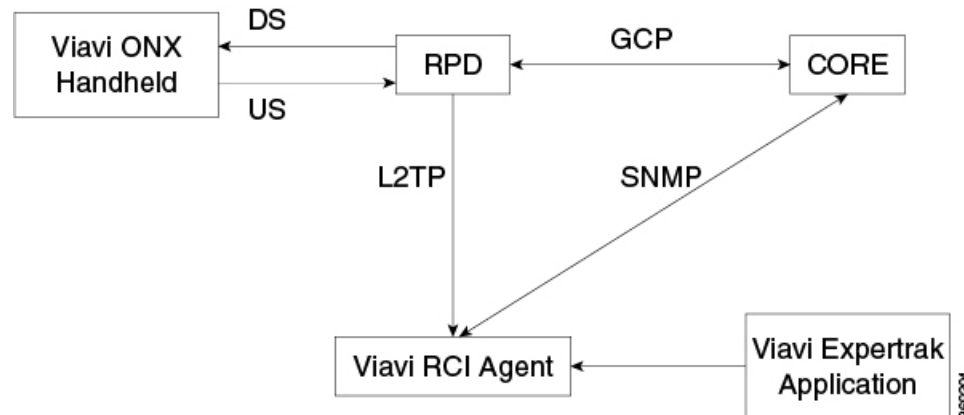 Viavi ONX
Handheld
DS
US
RPD
GCP
CORE
L2TP
SNMP
Viavi RCI Agent
Viavi Expertrak
Application